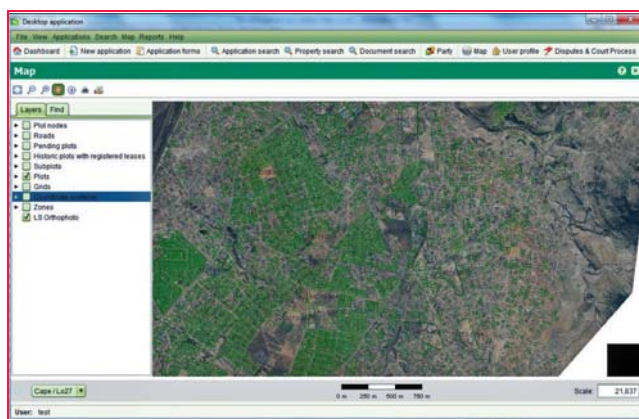 Desktop application
File View Applications Search Map Reports Help
Dashboard New application Application forms Application search Property search Document search Party Map User profile Disputes & Court Process
Map
Layers Find
Plot nodes
Roads
Pending plots
Historic plots with registered leases
Subplots
Plots
Grids
Zones
LS Orthophoto
Cape / Lo27
0 m 250 m 500 m 750 m
Scale: 21,837
User: test